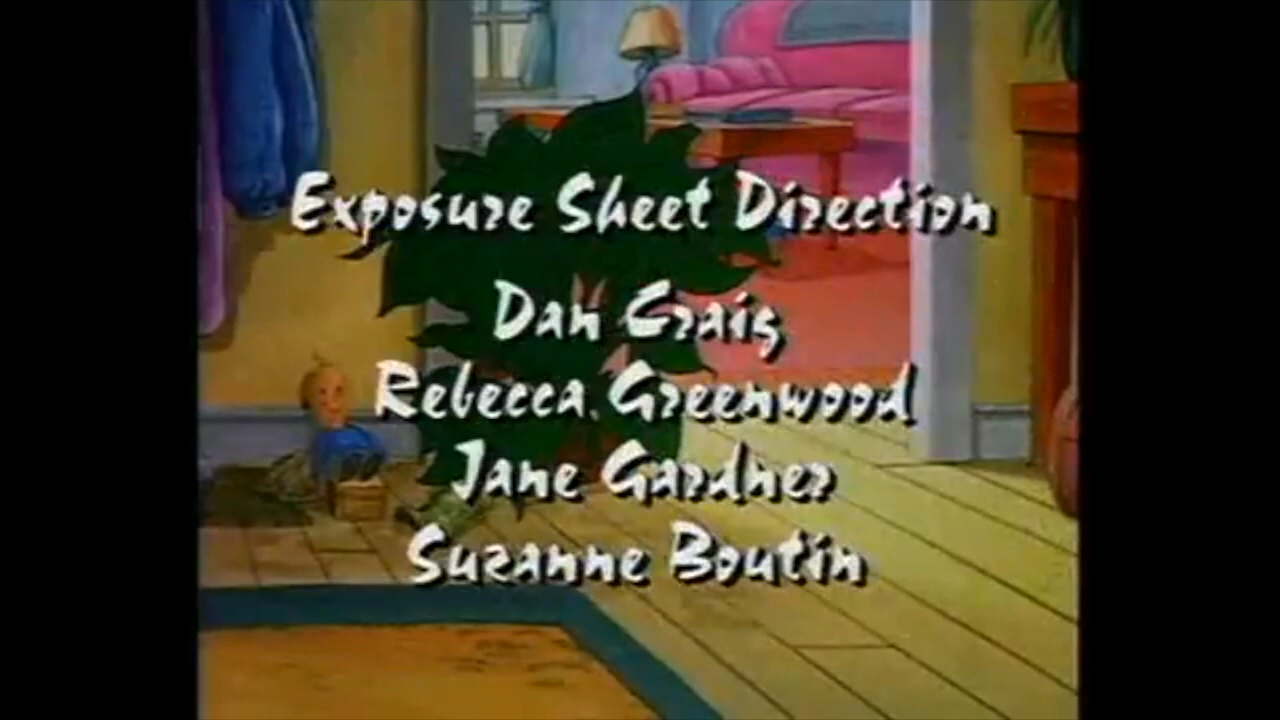 Exposure Sheet Direction
Dan Craig
Rebecca Greenwood
Jane Gardner
Suzanne Boutin